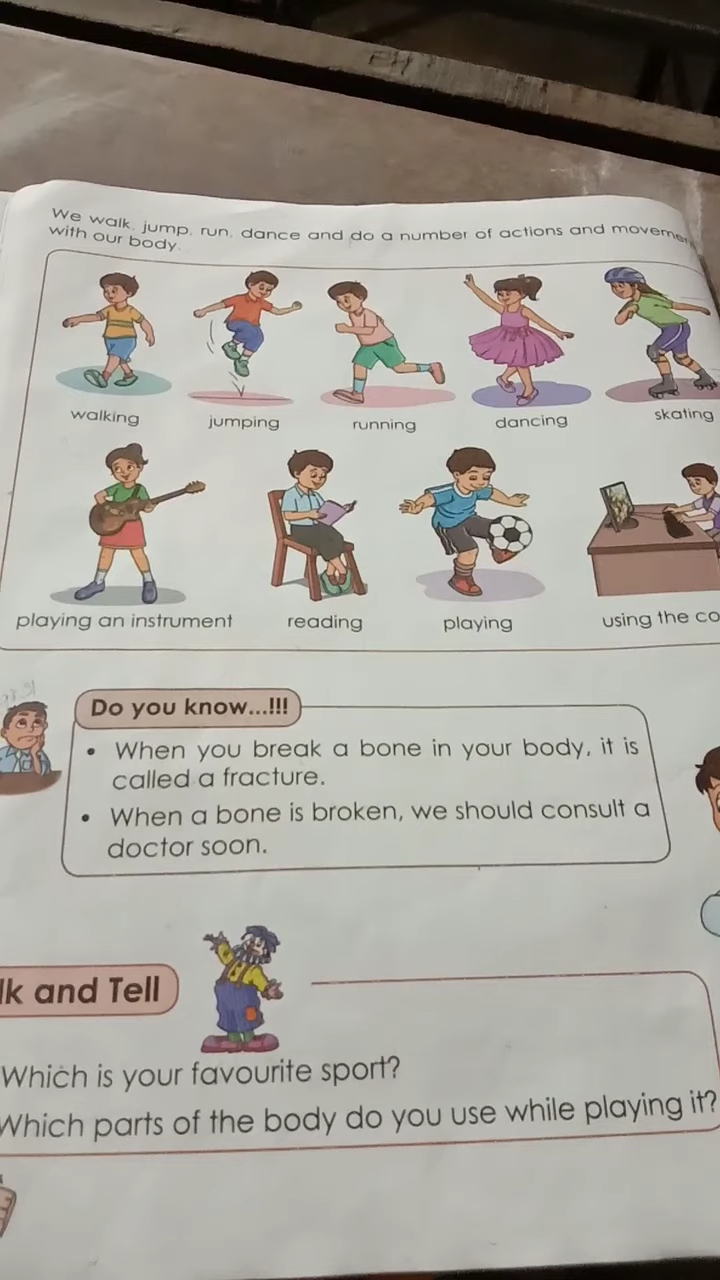 We walk, jump, run, dance and do a number of actions and movemen
with our body.
walking
jumping
running
dancing
skating
playing an instrument
reading
playing
using the co
Do you know...!!!
• When you break a bone in your body, it is
called a fracture.
• When a bone is broken, we should consult a
doctor soon.
lk and Tell
Which is your favourite sport?
Which parts of the body do you use while playing it?